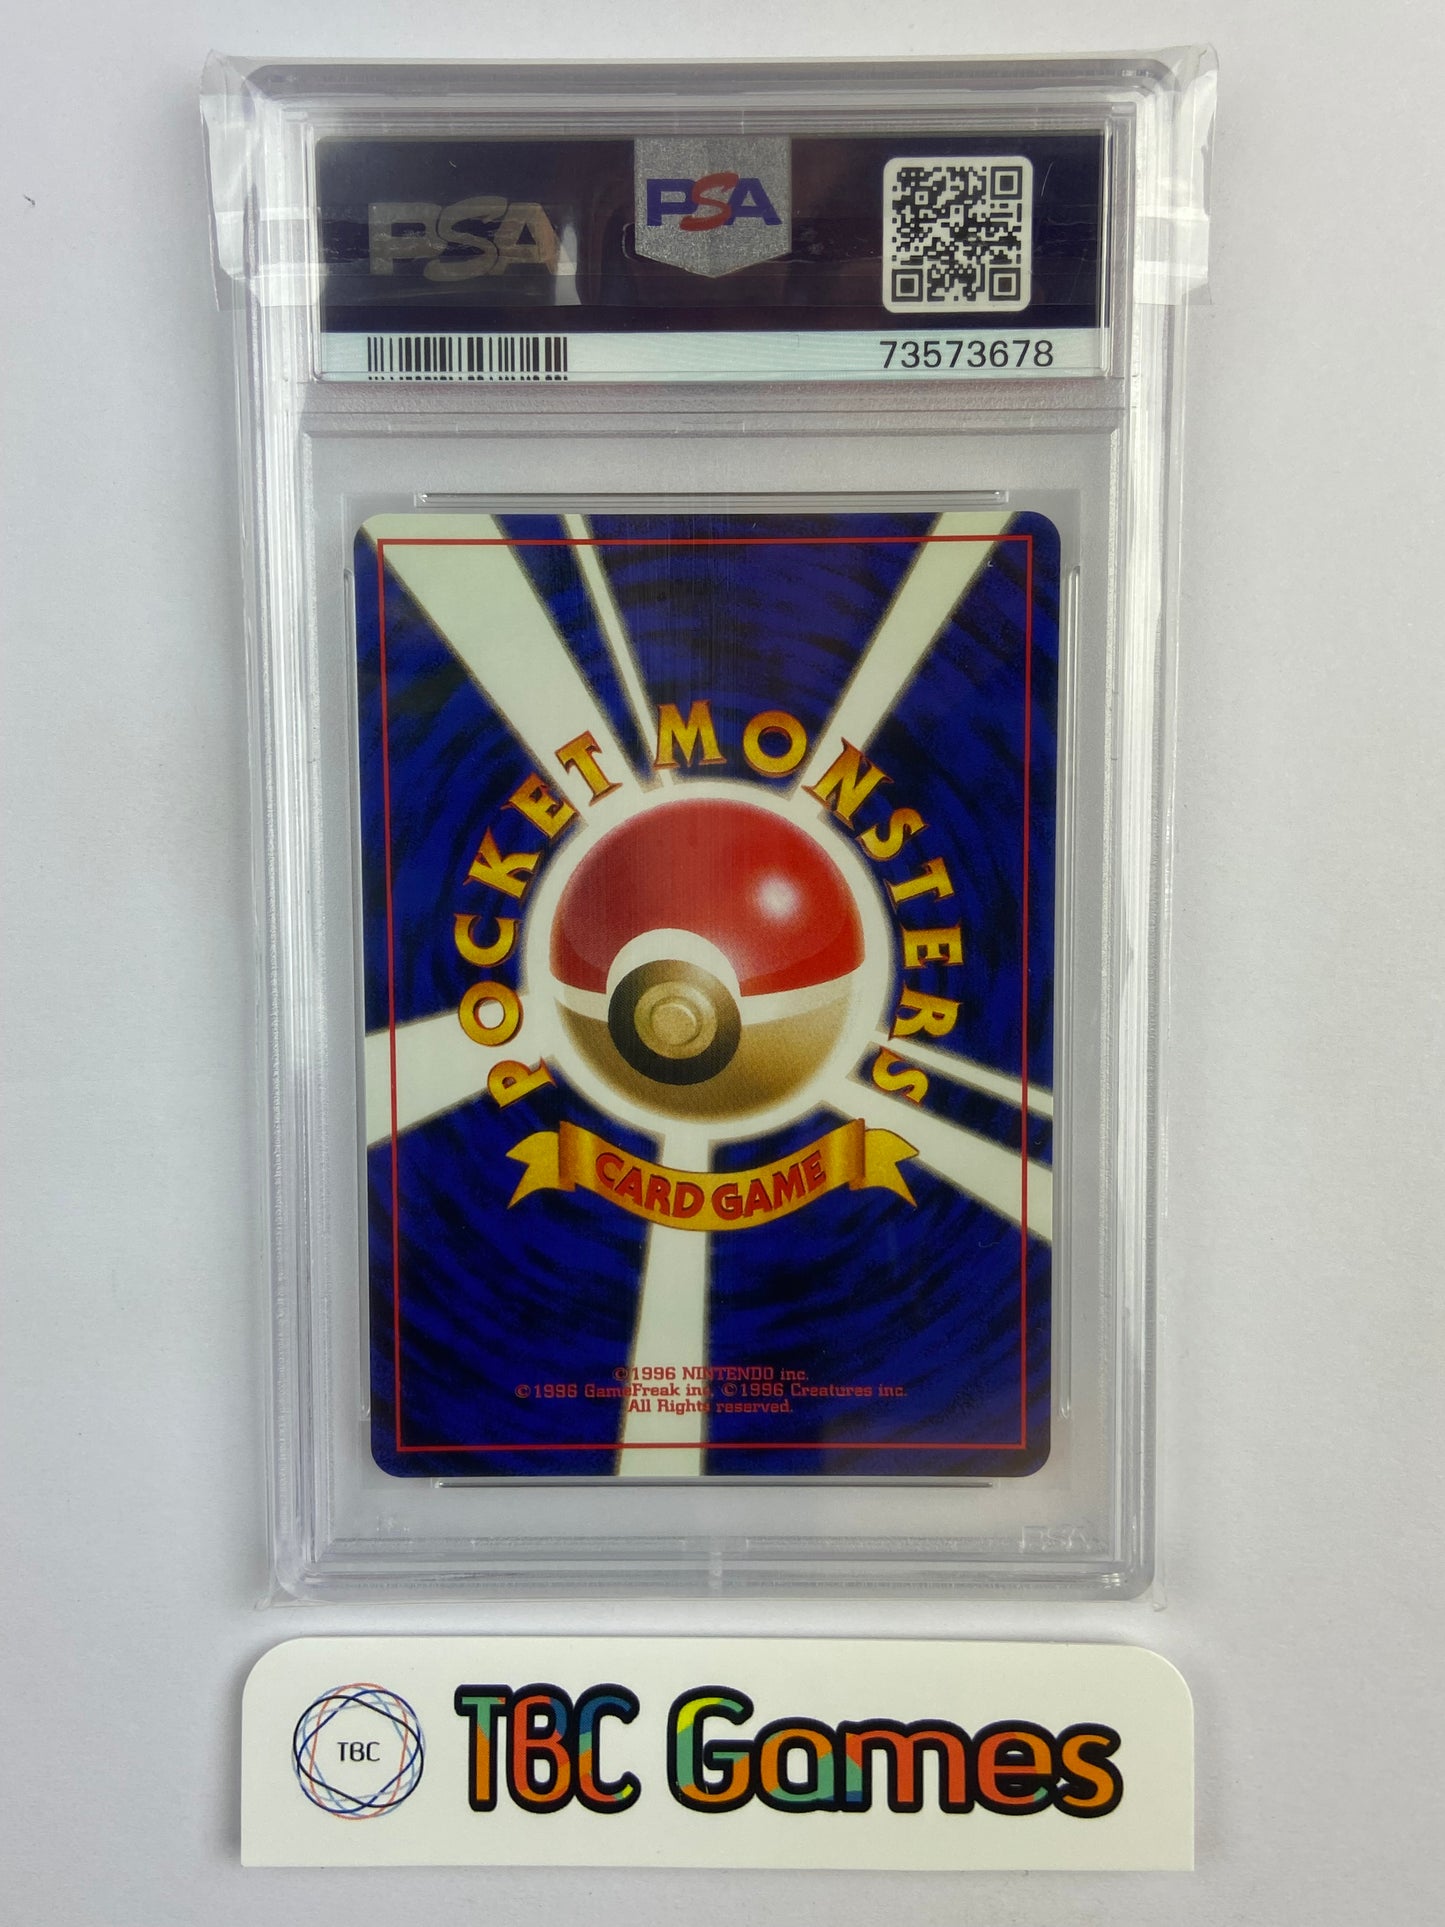 PSA
PSA
73573678
POCKET MONSTERS
CARD GAME
©1996 NINTENDO inc.
©1996 GameFreak inc. ©1996 Creatures inc.
All Rights reserved.
PSA
TBC
TBC Games